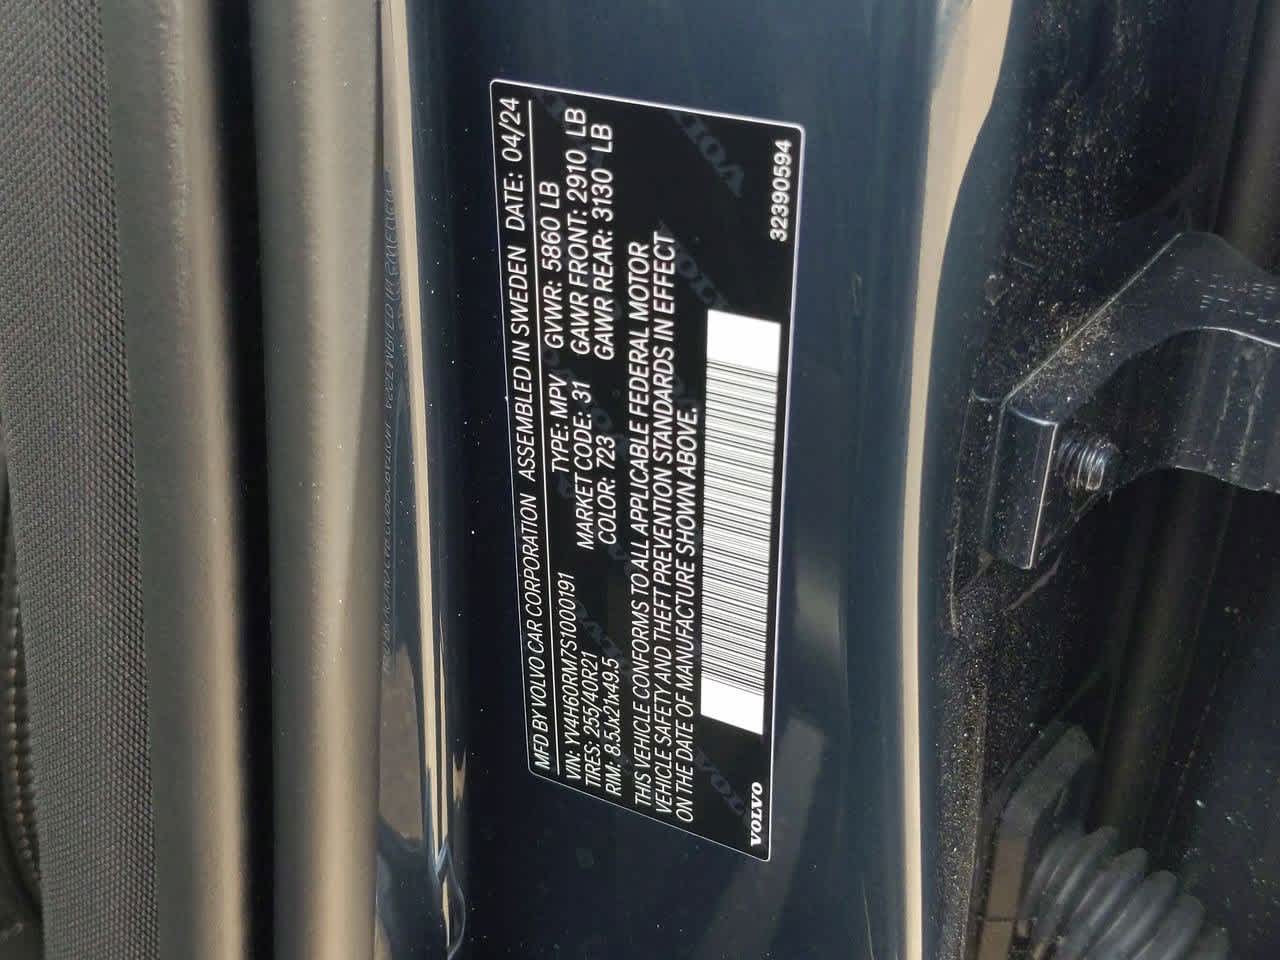 MFD BY VOLVO CAR CORPORATION ASSEMBLED IN SWEDEN DATE: 04/24
VIN: YV4H60RM7S1000191 TYPE: MPV GVWR: 5860 LB
TIRES: 255/40R21 MARKET CODE: 31 GAWR FRONT: 2910 LB
RIM: 8.5Jx21x49.5 COLOR: 723 GAWR REAR: 3130 LB
THIS VEHICLE CONFORMS TO ALL APPLICABLE FEDERAL MOTOR
VEHICLE SAFETY AND THEFT PREVENTION STANDARDS IN EFFECT
ON THE DATE OF MANUFACTURE SHOWN ABOVE.
VOLVO 32390594